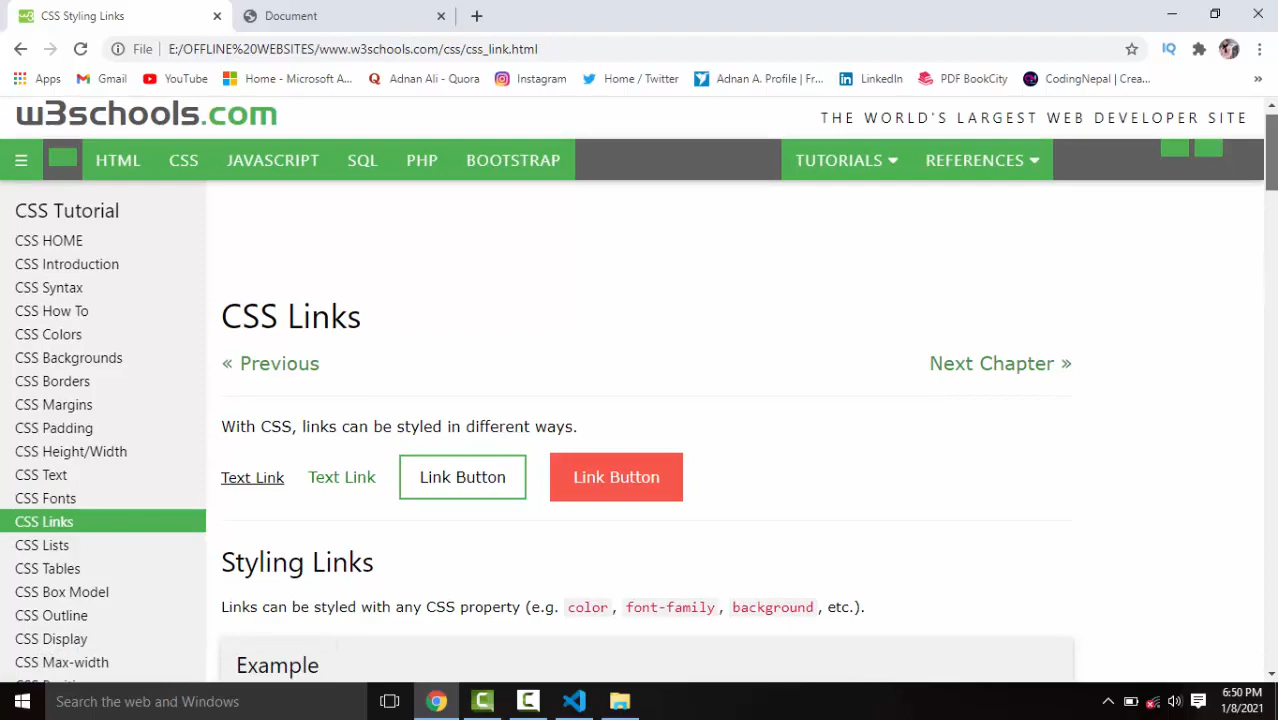 CSS Styling Links
Document
File
E:/OFFLINE%20WEBSITES/www.w3schools.com/css/css_link.html
IQ
Apps
Gmail
YouTube
Home - Microsoft A...
Adnan Ali - Quora
Instagram
Home / Twitter
Adnan A. Profile | Fr...
LinkedIn
PDF BookCity
CodingNepal | Crea...
w3schools.com
THE WORLD'S LARGEST WEB DEVELOPER SITE
HTML
CSS
JAVASCRIPT
SQL
PHP
BOOTSTRAP
TUTORIALS
REFERENCES
CSS Tutorial
CSS HOME
CSS Introduction
CSS Syntax
CSS How To
CSS Colors
CSS Backgrounds
CSS Borders
CSS Margins
CSS Padding
CSS Height/Width
CSS Text
CSS Fonts
CSS Links
CSS Lists
CSS Tables
CSS Box Model
CSS Outline
CSS Display
CSS Max-width
CSS Links
« Previous
Next Chapter »
With CSS, links can be styled in different ways.
Text Link
Text Link
Link Button
Link Button
Styling Links
Links can be styled with any CSS property (e.g. color, font-family, background, etc.).
Example
Search the web and Windows
6:50 PM
1/8/2021